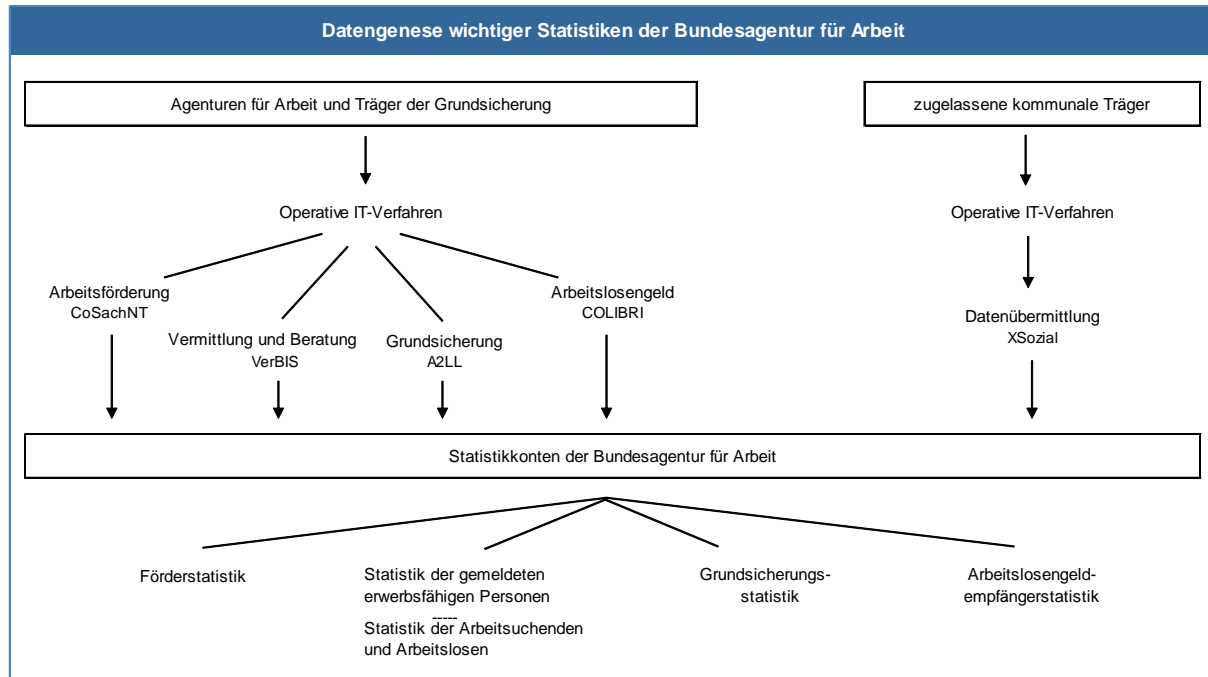 Datengenese wichtiger Statistiken der Bundesagentur für Arbeit
Agenturen für Arbeit und Träger der Grundsicherung
zugelassene kommunale Träger
Operative IT-Verfahren
Operative IT-Verfahren
Arbeitsförderung
CoSachNT
Vermittlung und Beratung
VerBIS
Grundsicherung
A2LL
Arbeitslosengeld
COLIBRI
Datenübermittlung
XSozial
Statistikkonten der Bundesagentur für Arbeit
Förderstatistik
Statistik der gemeldeten
erwerbsfähigen Personen
-----
Statistik der Arbeitsuchenden
und Arbeitslosen
Grundsicherungs-
statistik
Arbeitslosengeld-
empfängerstatistik